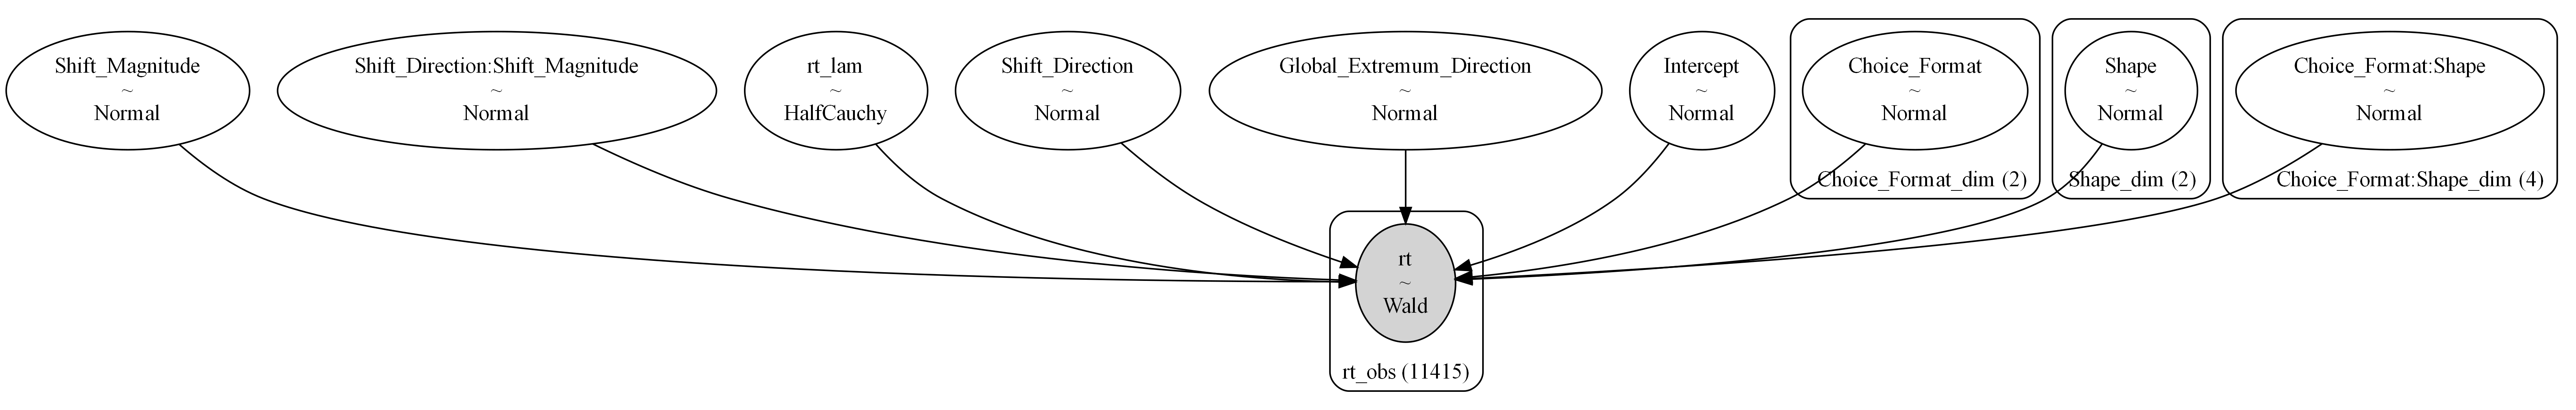 Shift_Magnitude
~
Normal
Shift_Direction:Shift_Magnitude
~
Normal
rt_lam
~
HalfCauchy
Shift_Direction
~
Normal
Global_Extremum_Direction
~
Normal
Intercept
~
Normal
Choice_Format
~
Normal
Choice_Format_dim (2)
Shape
~
Normal
Shape_dim (2)
Choice_Format:Shape
~
Normal
Choice_Format:Shape_dim (4)
rt
~
Wald
rt_obs (11415)